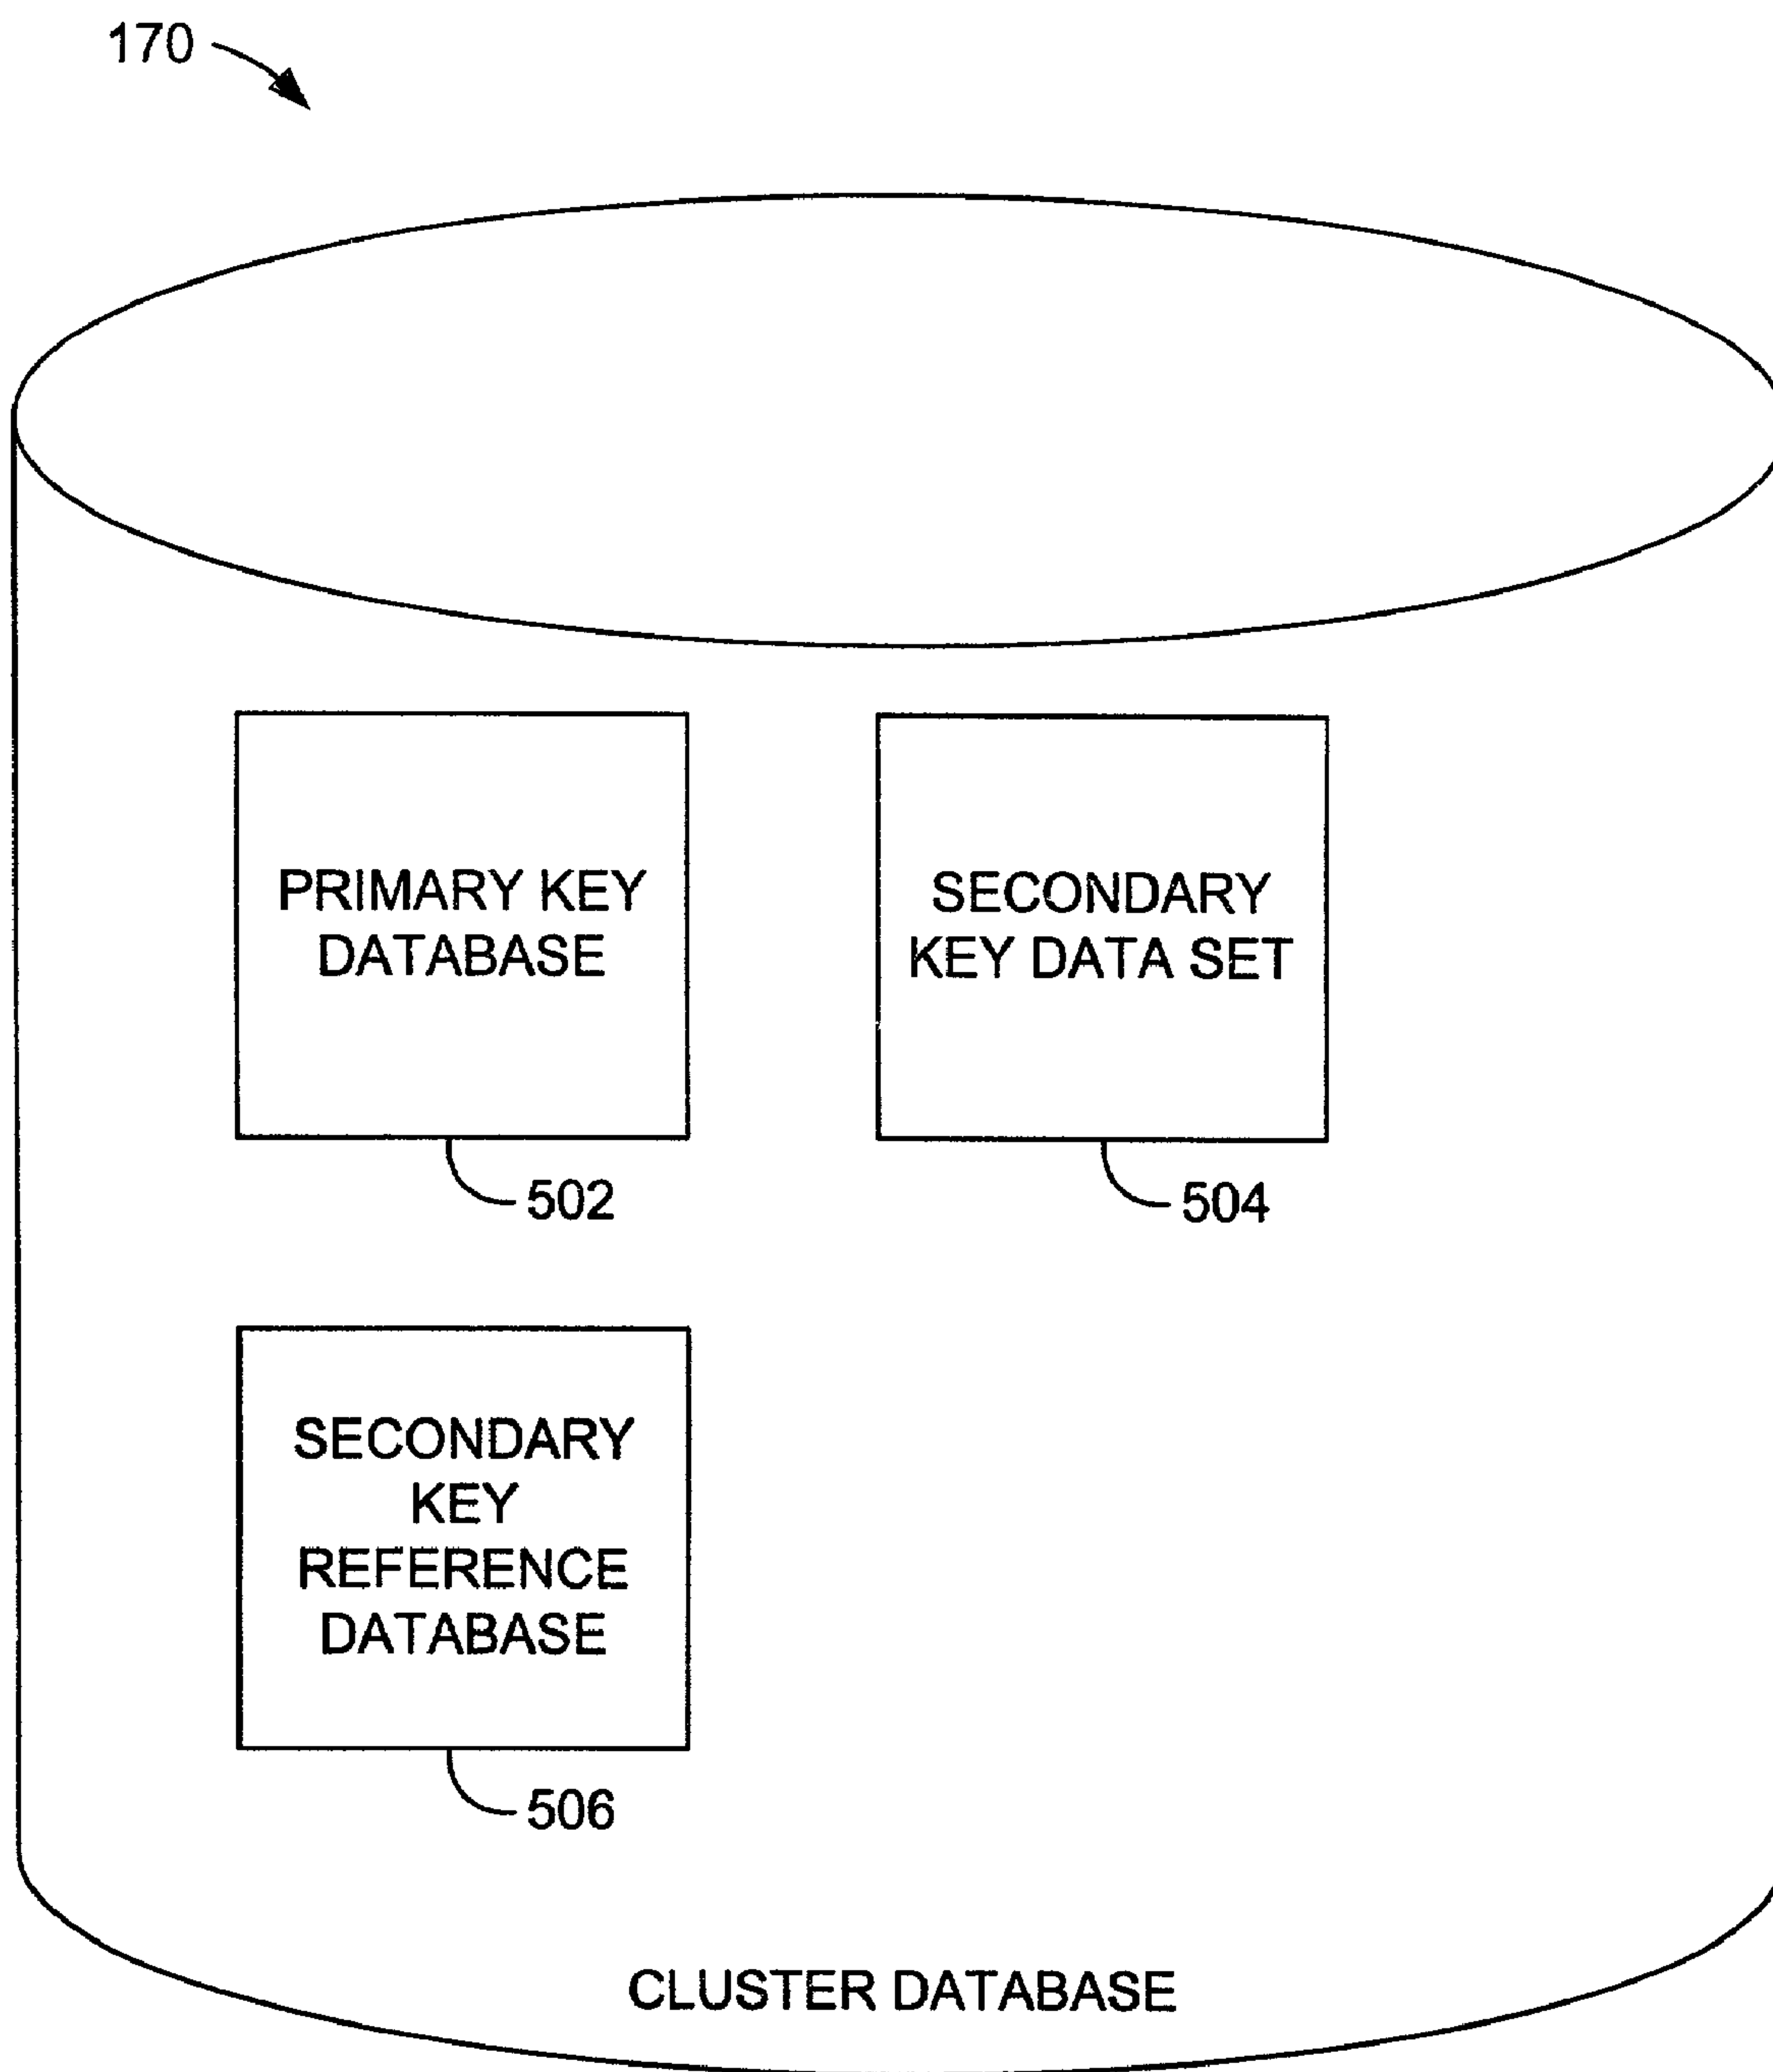 170
PRIMARY KEY
DATABASE
502
SECONDARY
KEY DATA SET
504
SECONDARY
KEY
REFERENCE
DATABASE
506
CLUSTER DATABASE